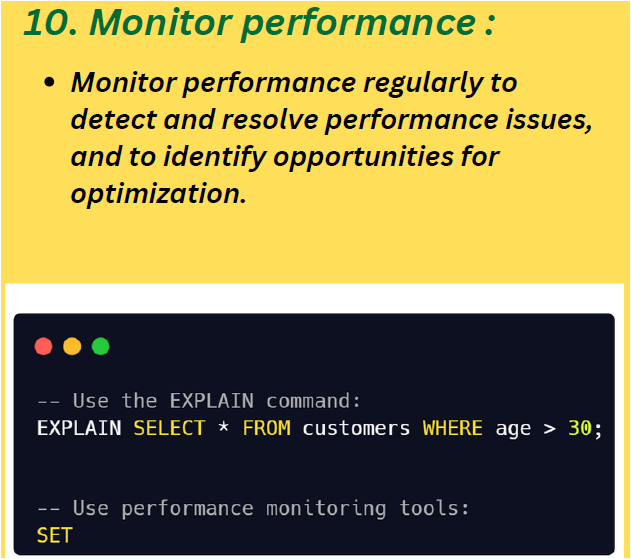 10. Monitor performance :
• Monitor performance regularly to
detect and resolve performance issues,
and to identify opportunities for
optimization.
-- Use the EXPLAIN command:
EXPLAIN SELECT * FROM customers WHERE age > 30;
-- Use performance monitoring tools:
SET